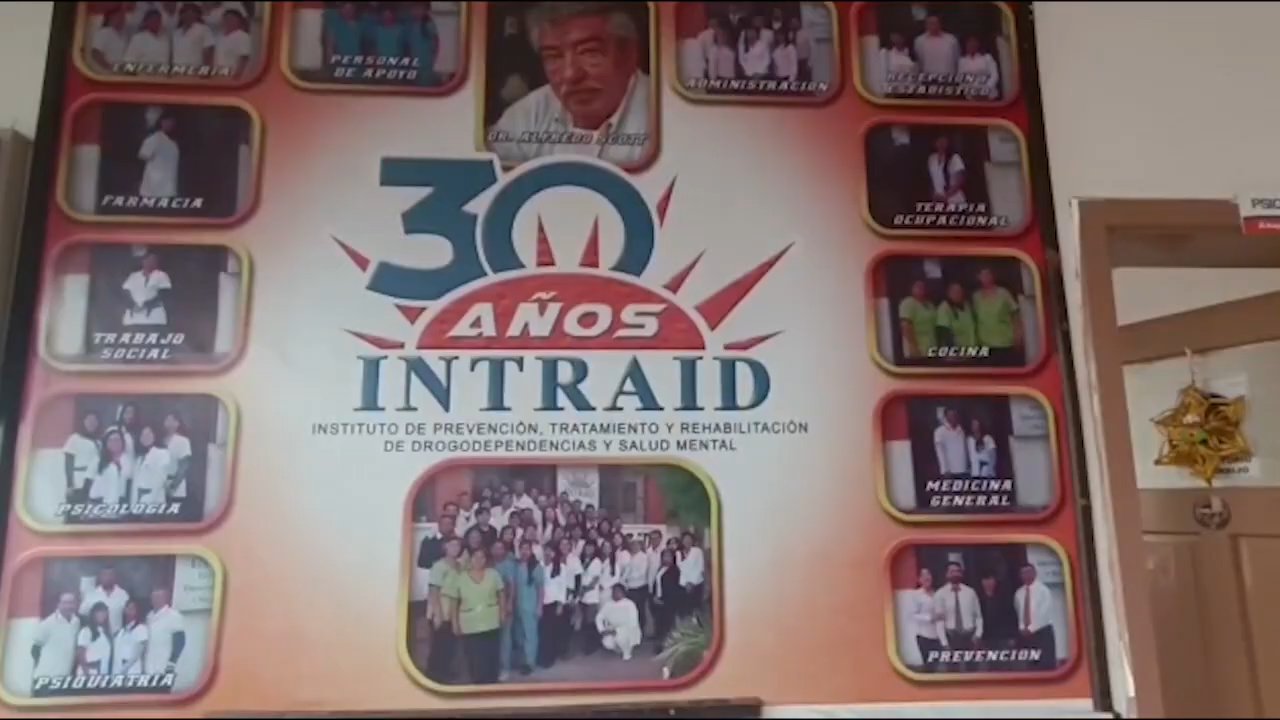 ENFERMERIA
PERSONAL
DE APOYO
DR. ALFREDO SCOTT
ADMINISTRACION
RECEPCION Y
ESTADISTICO
FARMACIA
TERAPIA
OCUPACIONAL
30
AÑOS
INTRAID
INSTITUTO DE PREVENCIÓN, TRATAMIENTO Y REHABILITACIÓN
DE DROGODEPENDENCIAS Y SALUD MENTAL
TRABAJO
SOCIAL
COCINA
PSICOLOGIA
MEDICINA
GENERAL
PSIQUIATRIA
PREVENCION